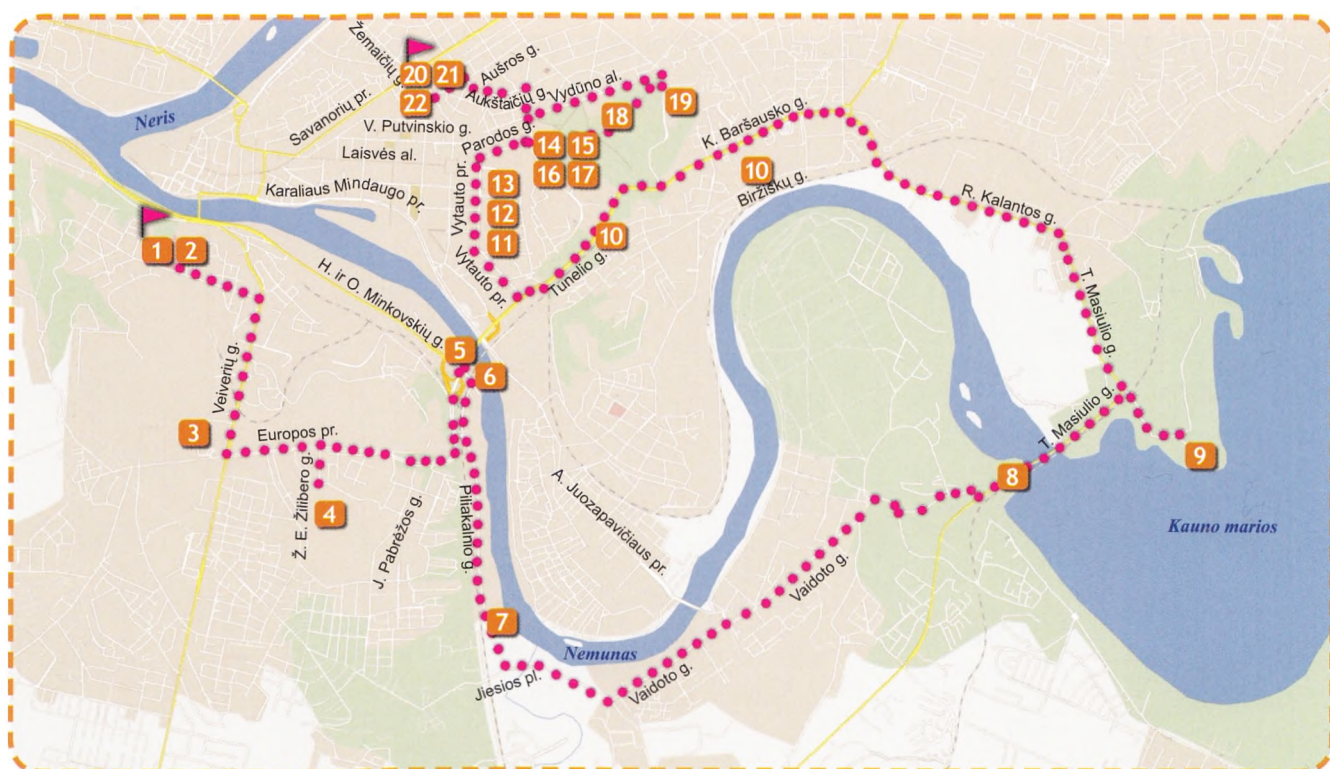 Žemaičių g.
20 21
22
Aušros g.
Aukštaičių g.
Vydūno al.
18
19
Neris
Savanorių pr.
V. Putvinskio g.
Laisvės al.
Parodos g.
14 15
16 17
K. Baršausko g.
10
Biržiškų g.
Karaliaus Mindaugo pr.
Vytauto pr.
13
12
11
10
R. Kalantos g.
1 2
Vytauto pr.
Tunelio g.
H. ir O. Minkovskių g.
T. Masiulio g.
5
6
Veiverių g.
3
Europos pr.
T. Masiulio g.
9
8
Ž. E. Žilibero g.
4
J. Pabrėžos g.
Piliakalnio g.
A. Juozapavičiaus pr.
Kauno marios
Vaidoto g.
7
Nemunas
Jiesios pl.
Vaidoto g.